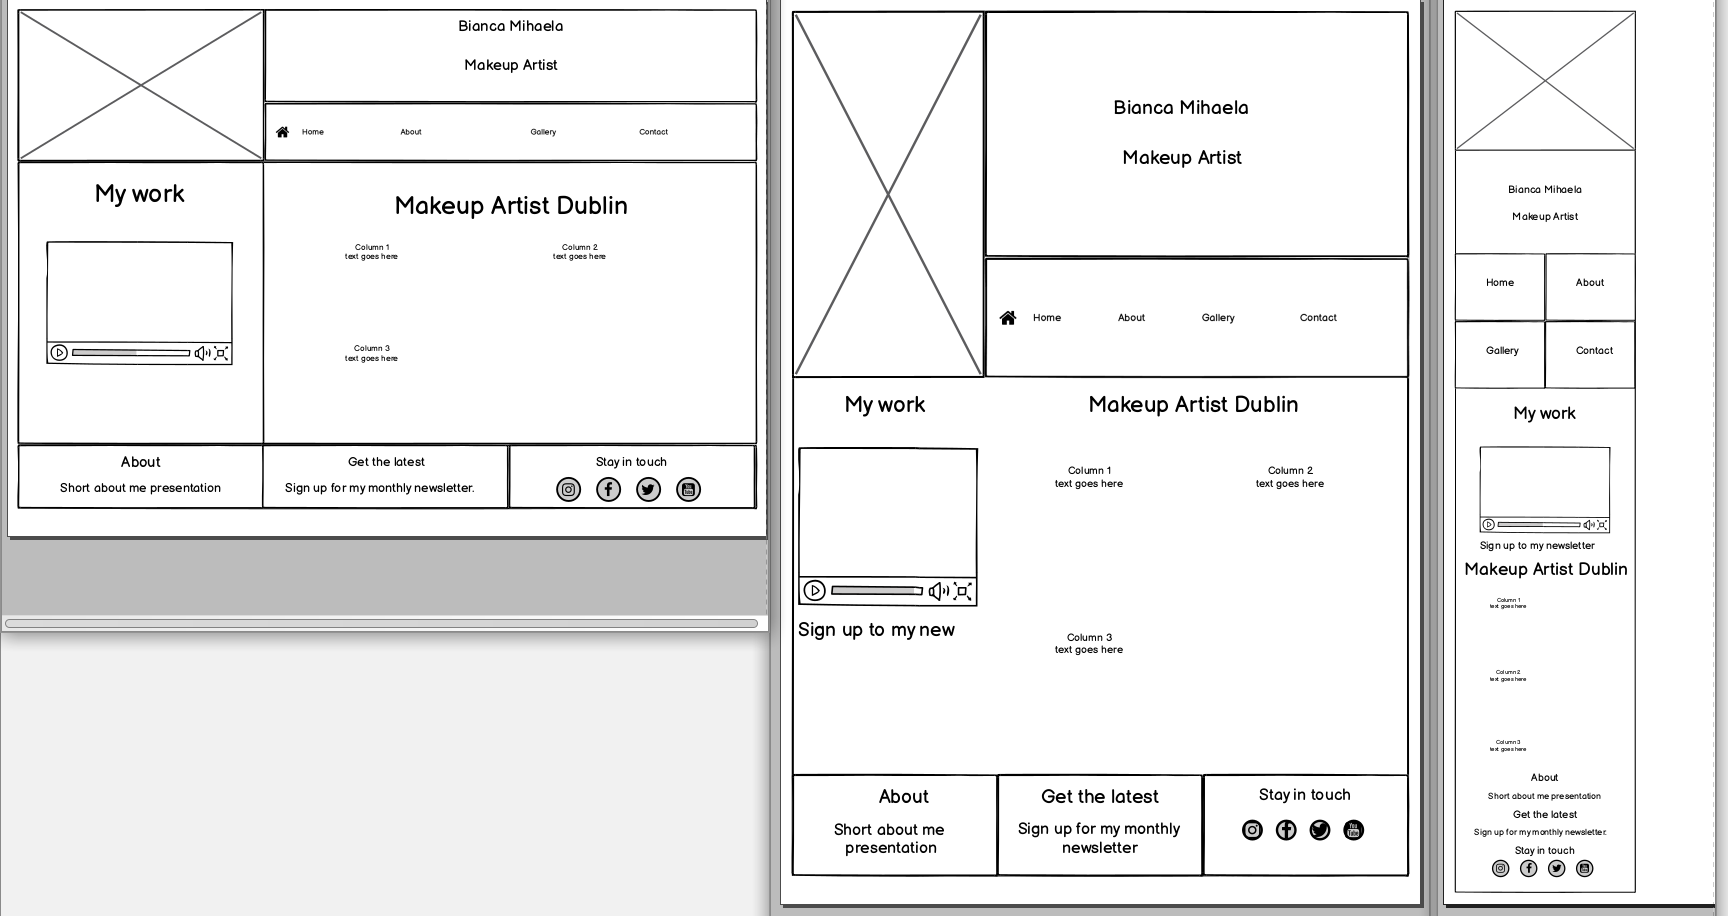 Bianca Mihaela
Makeup Artist
Home About Gallery Contact
My work
Makeup Artist Dublin
Column 1 Column 2
text goes here text goes here
Column 3
text goes here
About Get the latest Stay in touch
Short about me presentation Sign up for my monthly newsletter.
You
Tube
Bianca Mihaela
Makeup Artist
Home About Gallery Contact
My work Makeup Artist Dublin
Column 1 Column 2
text goes here text goes here
Sign up to my new
Column 3
text goes here
About Get the latest Stay in touch
Short about me Sign up for my monthly
presentation newsletter
You
Tube
Bianca Mihaela
Makeup Artist
Home About
Gallery Contact
My work
Sign up to my newsletter
Makeup Artist Dublin
Column 1
text goes here
Column 2
text goes here
Column 3
text goes here
About
Short about me presentation
Get the latest
Sign up for my monthly newsletter.
Stay in touch
You
Tube